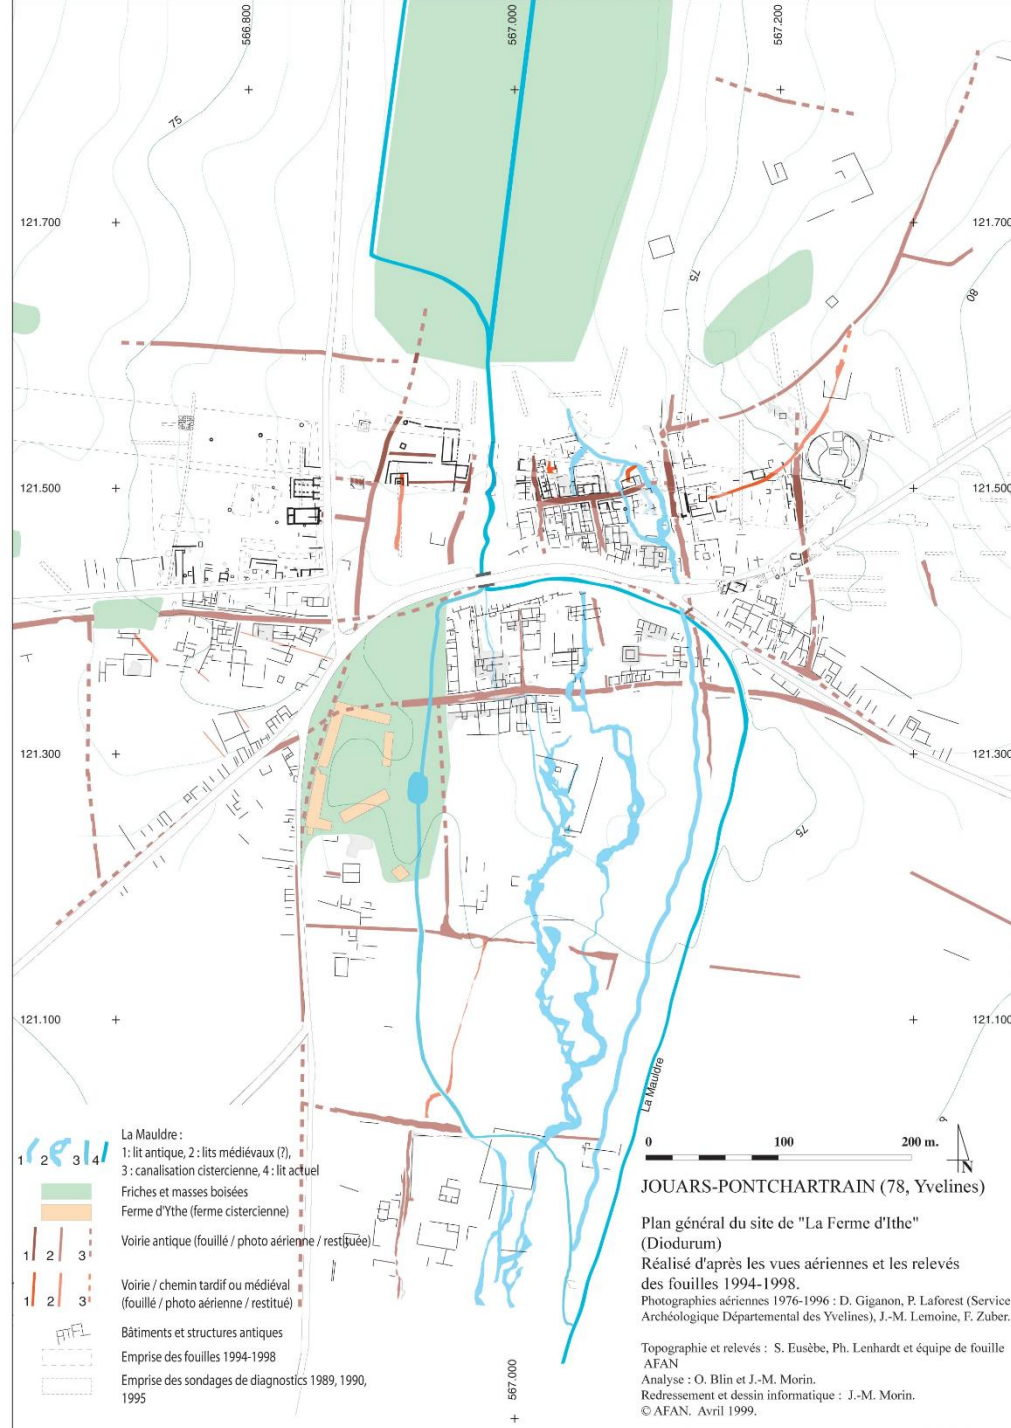 566.800
567.000
567.200
75
121.700
121.700
75
80
121.500
121.500
121.300
121.300
75
121.100
121.100
La Mauldre
La Mauldre :
1: lit antique, 2 : lits médiévaux (?),
3 : canalisation cistercienne, 4 : lit actuel
1 2 3 4
Friches et masses boisées
Ferme d'Ythe (ferme cistercienne)
Voirie antique (fouillé / photo aérienne / restituée)
1 2 3
Voirie / chemin tardif ou médiéval
(fouillé / photo aérienne / restitué)
1 2 3
Bâtiments et structures antiques
Emprise des fouilles 1994-1998
Emprise des sondages de diagnostics 1989, 1990,
1995
567.000
0 100 200 m.
N
JOUARS-PONTCHARTRAIN (78, Yvelines)
Plan général du site de "La Ferme d'Ithe"
(Diodurum)
Réalisé d'après les vues aériennes et les relevés
des fouilles 1994-1998.
Photographies aériennes 1976-1996 : D. Giganon, P. Laforest (Service
Archéologique Départemental des Yvelines), J.-M. Lemoine, F. Zuber.
Topographie et relevés : S. Eusèbe, Ph. Lenhardt et équipe de fouille
AFAN
Analyse : O. Blin et J.-M. Morin.
Redressement et dessin informatique : J.-M. Morin.
© AFAN. Avril 1999.